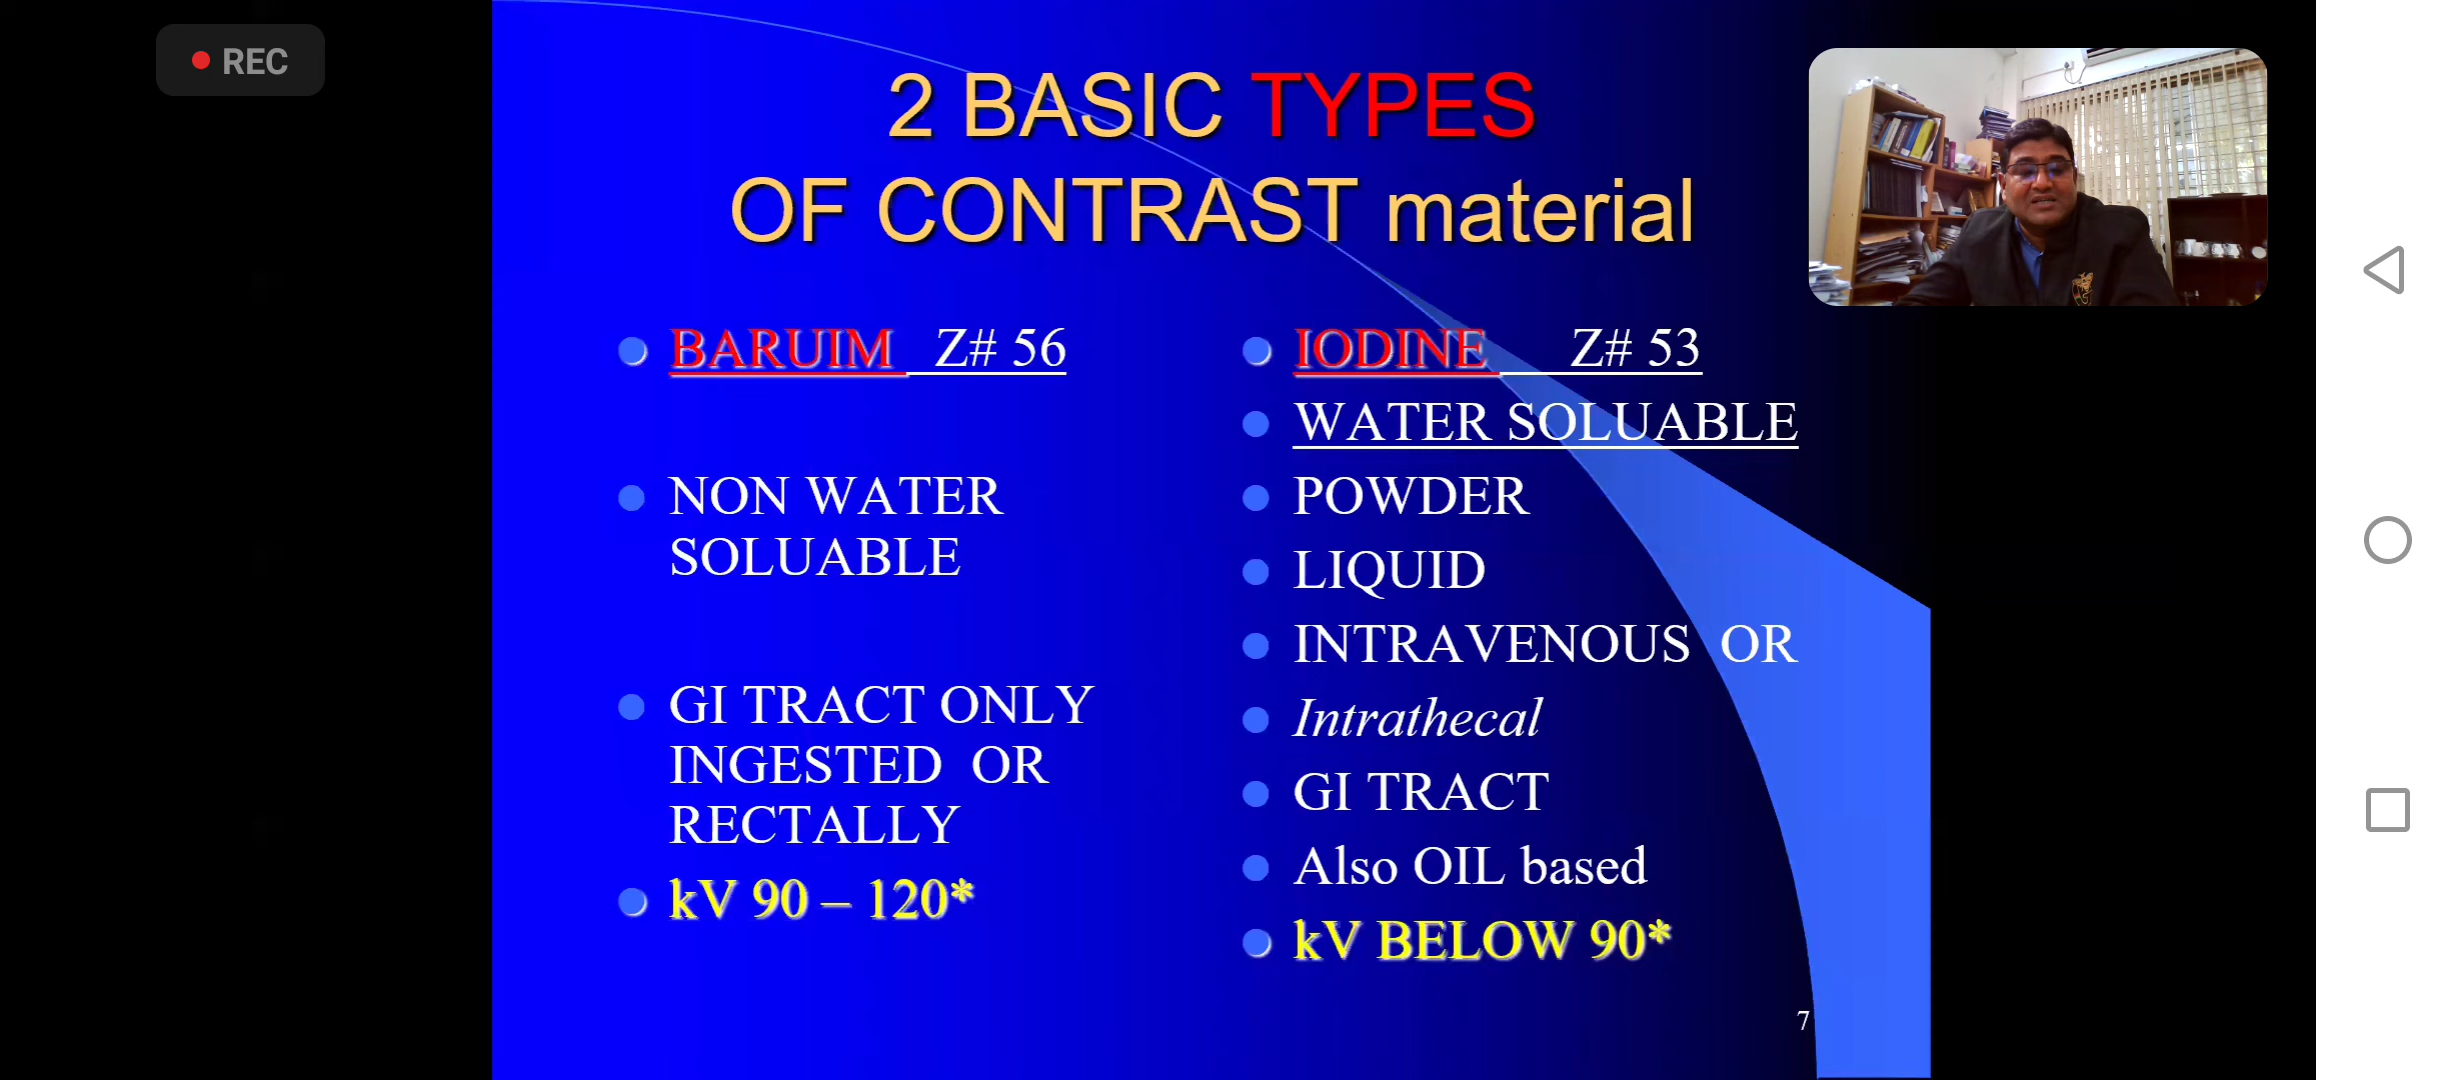 REC
2 BASIC TYPES
OF CONTRAST material
BARUIM Z# 56
NON WATER
SOLUABLE
GI TRACT ONLY
INGESTED OR
RECTALLY
kV 90 – 120*
IODINE Z# 53
WATER SOLUABLE
POWDER
LIQUID
INTRAVENOUS OR
Intrathecal
GI TRACT
Also OIL based
kV BELOW 90*
7